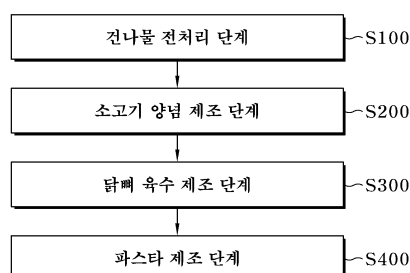 건나물 전처리 단계 S100
소고기 양념 제조 단계 S200
닭뼈 육수 제조 단계 S300
파스타 제조 단계 S400